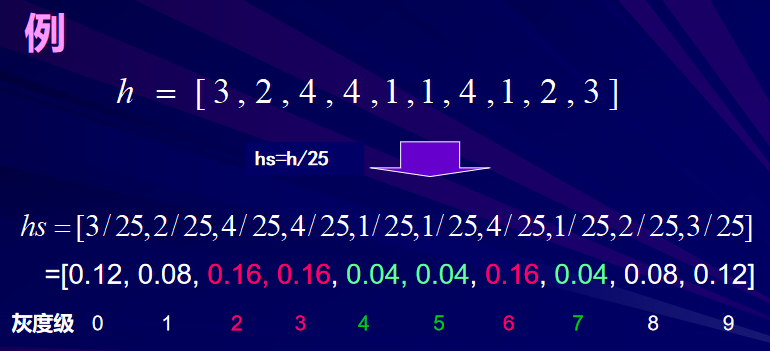 例
h = [3,2,4,4,1,1,4,1,2,3]
hs=h/25
hs=[3/25,2/25,4/25,4/25,1/25,1/25,4/25,1/25,2/25,3/25]
=[0.12, 0.08, 0.16, 0.16, 0.04, 0.04, 0.16, 0.04, 0.08, 0.12]
灰度级 0 1 2 3 4 5 6 7 8 9